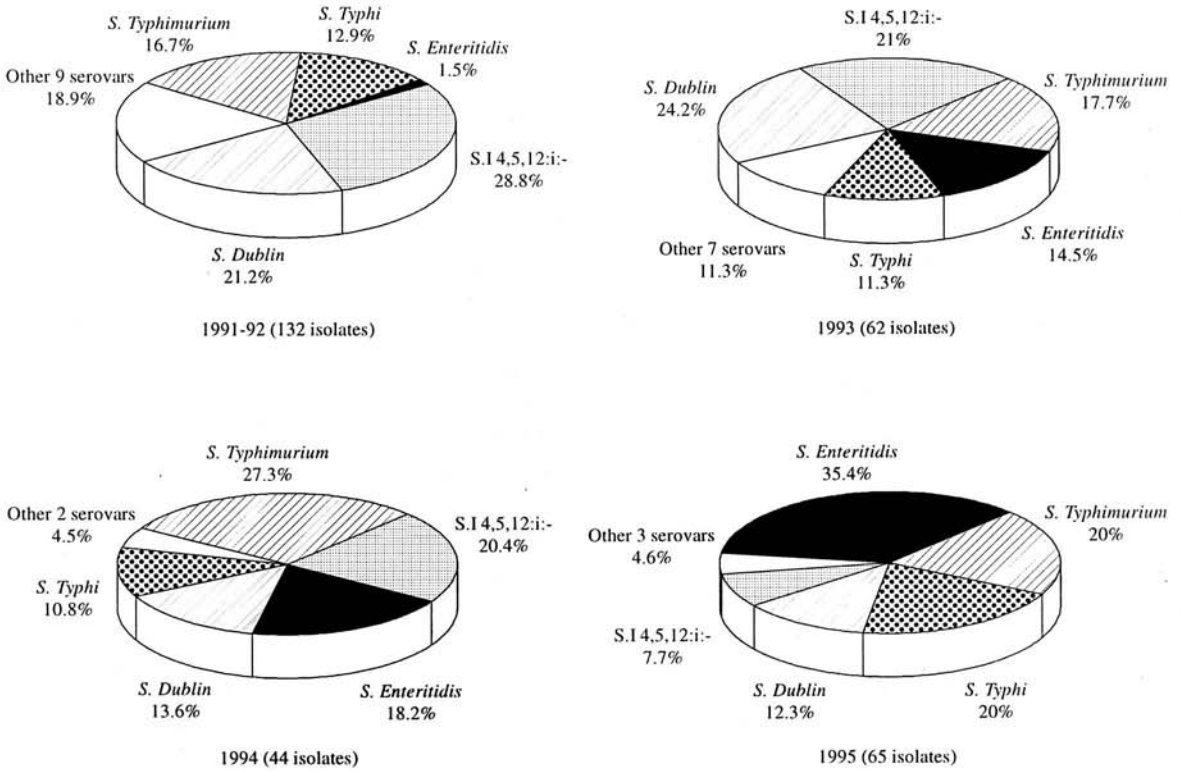 S. Typhimurium
16.7%
S. Typhi
12.9%
S. Enteritidis
1.5%
Other 9 serovars
18.9%
S.I 4,5,12:i:-
28.8%
S. Dublin
21.2%
1991-92 (132 isolates)
S.I 4,5,12:i:-
21%
S. Dublin
24.2%
S. Typhimurium
17.7%
Other 7 serovars
11.3%
S. Typhi
11.3%
S. Enteritidis
14.5%
1993 (62 isolates)
S. Typhimurium
27.3%
Other 2 serovars
4.5%
S.I 4,5,12:i:-
20.4%
S. Typhi
10.8%
S. Dublin
13.6%
S. Enteritidis
18.2%
1994 (44 isolates)
S. Enteritidis
35.4%
S. Typhimurium
20%
Other 3 serovars
4.6%
S.I 4,5,12:i:-
7.7%
S. Dublin
12.3%
S. Typhi
20%
1995 (65 isolates)